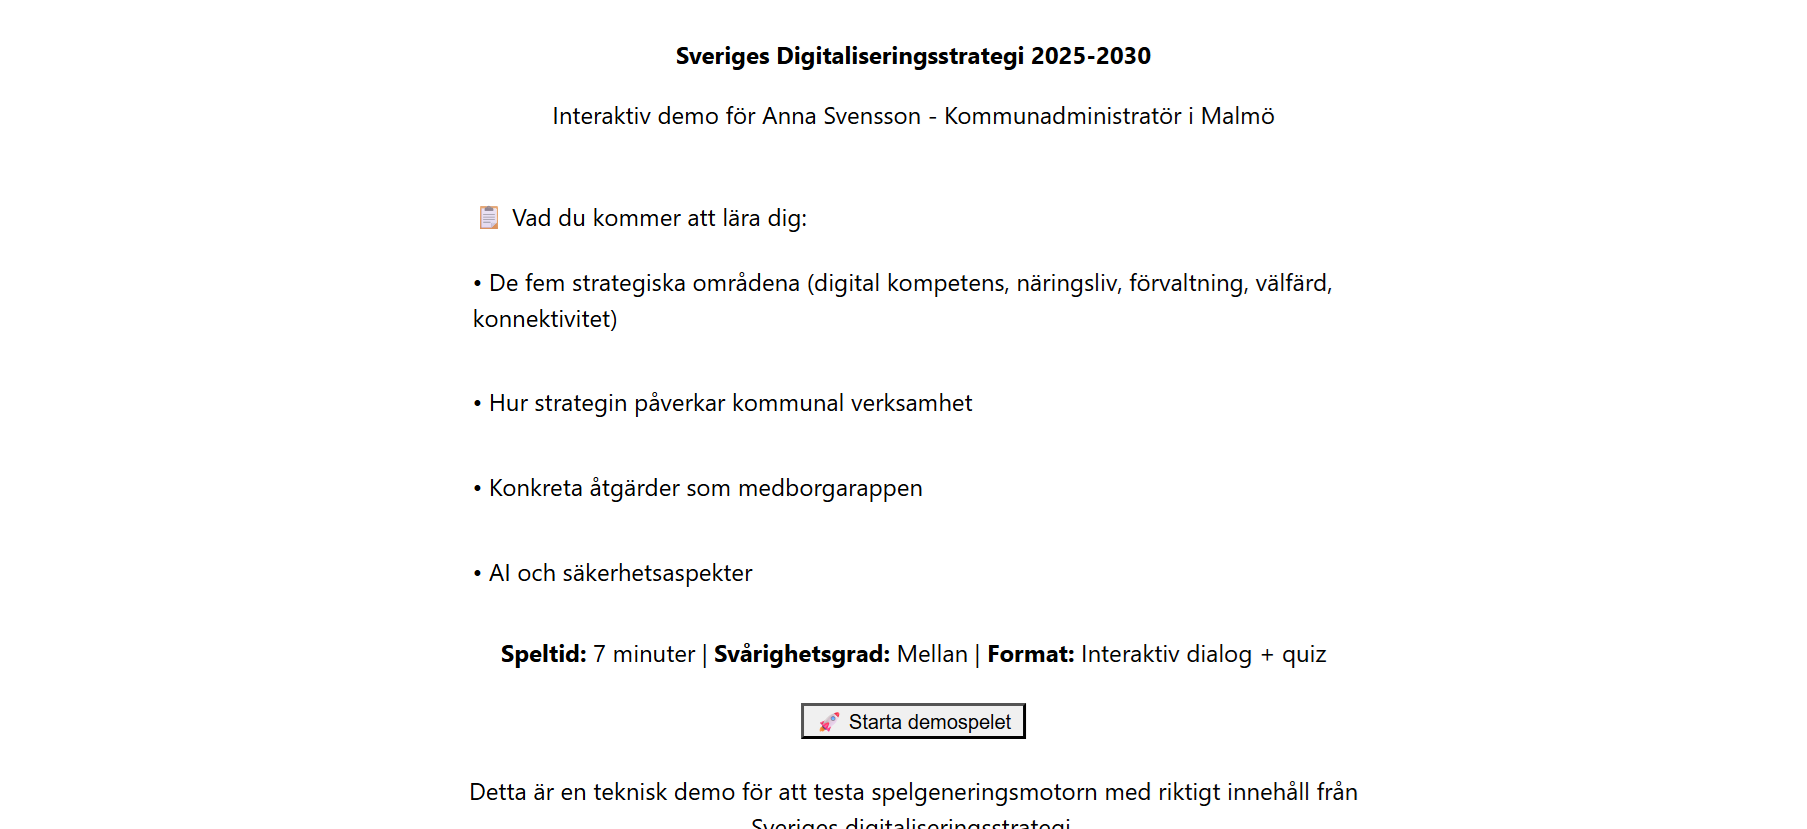 Sveriges Digitaliseringsstrategi 2025-2030
Interaktiv demo för Anna Svensson - Kommunadministratör i Malmö
📋 Vad du kommer att lära dig:
• De fem strategiska områdena (digital kompetens, näringsliv, förvaltning, välfärd,
konnektivitet)
• Hur strategin påverkar kommunal verksamhet
• Konkreta åtgärder som medborgarappen
• AI och säkerhetsaspekter
Speltid: 7 minuter | Svårighetsgrad: Mellan | Format: Interaktiv dialog + quiz
🚀 Starta demospelet
Detta är en teknisk demo för att testa spelgeneringsmotorn med riktigt innehåll från
Sveriges digitaliseringsstrategi